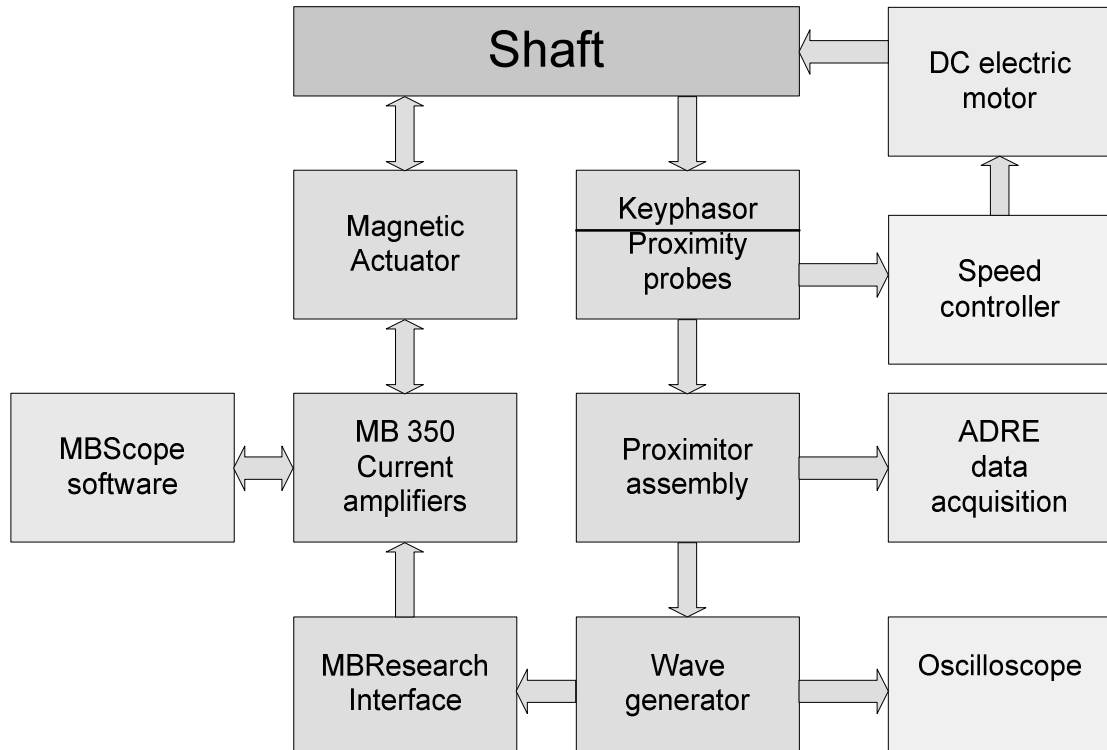 Shaft
DC electric
motor
Magnetic
Actuator
Keyphasor
Proximity
probes
Speed
controller
MBScope
software
MB 350
Current
amplifiers
Proximitor
assembly
ADRE
data
acquisition
MBResearch
Interface
Wave
generator
Oscilloscope